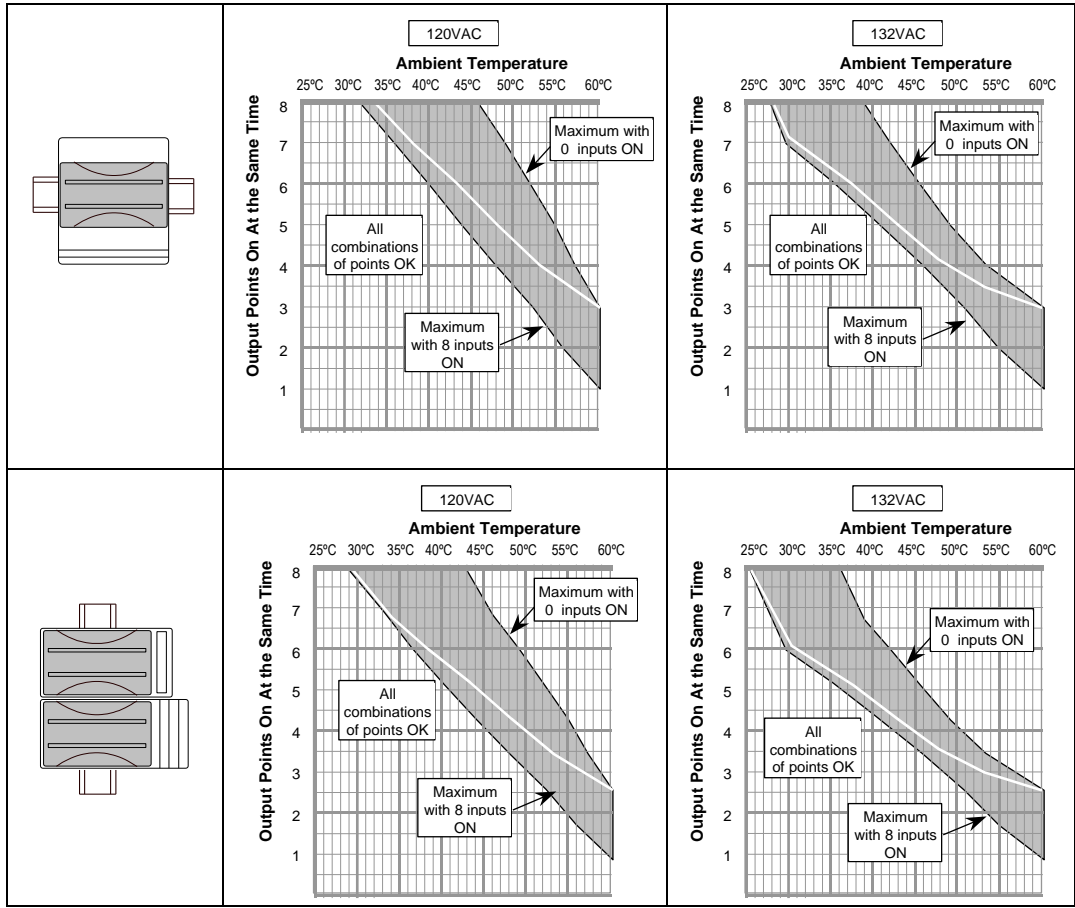 120VAC
Ambient Temperature
25ºC 30ºC 35ºC 40ºC 45ºC 50ºC 55ºC 60ºC
Output Points On At the Same Time
8
7
6
5
4
3
2
1
Maximum with
0 inputs ON
All
combinations
of points OK
Maximum
with 8 inputs
ON
132VAC
Ambient Temperature
25ºC 30ºC 35ºC 40ºC 45ºC 50ºC 55ºC 60ºC
Output Points On At the Same Time
8
7
6
5
4
3
2
1
Maximum with
0 inputs ON
All
combinations
of points OK
Maximum
with 8 inputs
ON
120VAC
Ambient Temperature
25ºC 30ºC 35ºC 40ºC 45ºC 50ºC 55ºC 60ºC
Output Points On At the Same Time
8
7
6
5
4
3
2
1
Maximum with
0 inputs ON
All
combinations
of points OK
Maximum
with 8 inputs
ON
132VAC
Ambient Temperature
25ºC 30ºC 35ºC 40ºC 45ºC 50ºC 55ºC 60ºC
Output Points On At the Same Time
8
7
6
5
4
3
2
1
Maximum with
0 inputs ON
All
combinations
of points OK
Maximum
with 8 inputs
ON